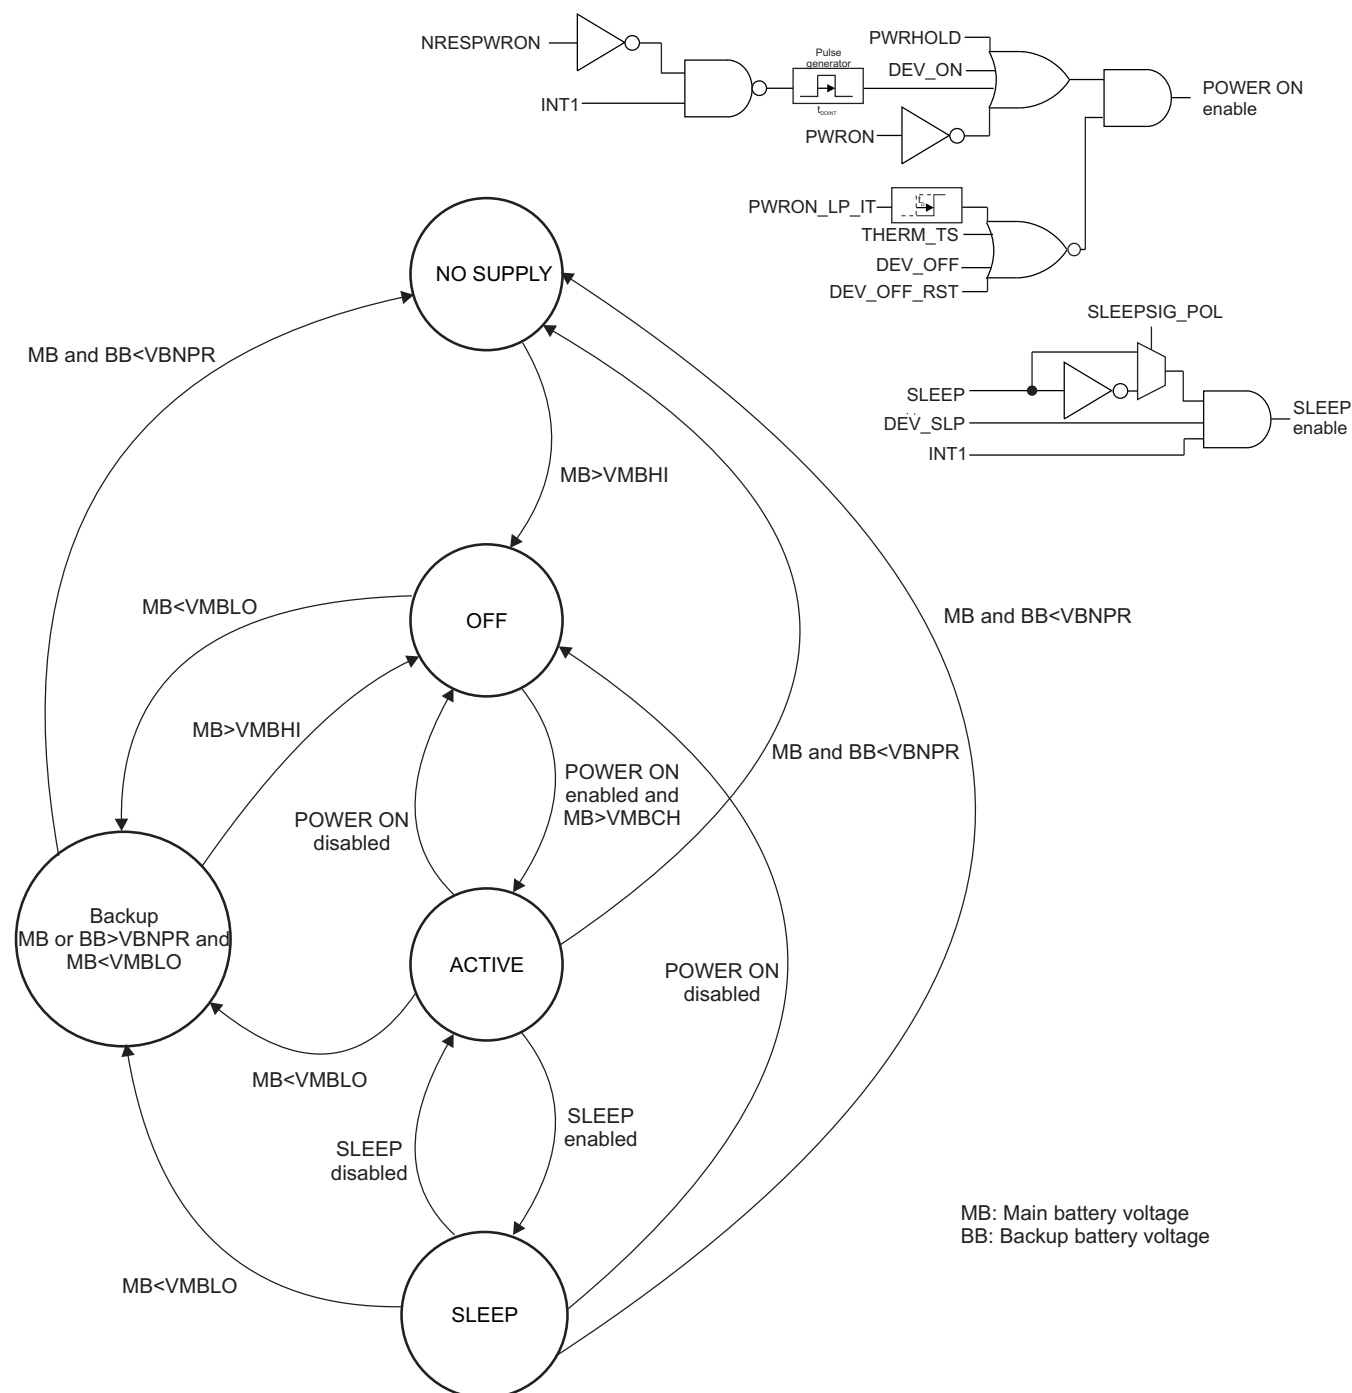 NRESPWRON
INT1
Pulse
generator
PWRHOLD
DEV_ON
PWRON
POWER ON
enable
PWRON_LP_IT
THERM_TS
DEV_OFF
DEV_OFF_RST
SLEEPSIG_POL
SLEEP
DEV_SLP
INT1
SLEEP
enable
NO SUPPLY
MB and BB<VBNPR
MB>VMBHI
OFF
MB<VMBLO
MB>VMBHI
MB and BB<VBNPR
MB and BB<VBNPR
POWER ON
enabled and
MB>VMBCH
POWER ON
disabled
Backup
MB or BB>VBNPR and
MB<VMBLO
ACTIVE
POWER ON
disabled
MB<VMBLO
SLEEP
enabled
SLEEP
disabled
MB<VMBLO
SLEEP
MB: Main battery voltage
BB: Backup battery voltage